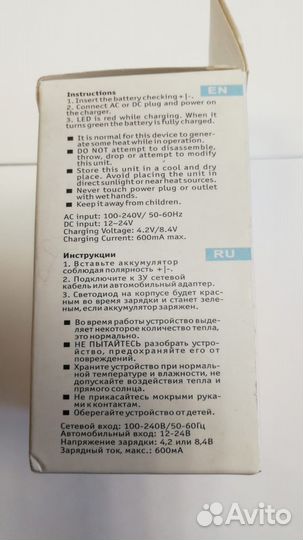 Instructions
EN
1. Insert the battery checking +|-.
2. Connect AC or DC plug and power on
the charger.
3. LED is red while charging. When it
turns green the battery is fully charged.
It is normal for this device to gener-
ate some heat while in operation.
DO NOT attempt to disassemble,
throw, drop or attempt to modify
this unit.
Store this unit in a cool and dry
place. Avoid placing the unit in
direct sunlight or near heat sources.
Never touch power plug or outlet
with wet hands.
Keep it away from children.
AC input: 100-240V/ 50-60Hz
DC input: 12-24V
Charging Voltage: 4.2V/8.4V
Charging Current: 600mA max.
Инструкции
RU
1. Вставьте аккумулятор
соблюдая полярность +|-.
2. Подключите к ЗУ сетевой
кабель или автомобильный адаптер.
3. Светодиод на корпусе будет крас-
ным во время зарядки и станет зеле-
ным, если аккумулятор заряжен.
Во время работы устройство выде-
ляет некоторое количество тепла,
это нормально.
НЕ ПЫТАЙТЕСЬ разобрать устро-
йство, предохраняйте его от
повреждений.
Храните устройство при нормаль-
ной температуре и влажности, не
допускайте воздействия тепла и
прямого солнца.
Не прикасайтесь мокрыми рука-
ми к контактам.
Оберегайте устройство от детей.
Сетевой вход: 100-240В/50-60Гц
Автомобильный вход: 12-24В
Напряжение зарядки: 4,2 или 8,4В
Зарядный ток, макс.: 600мА
Avito